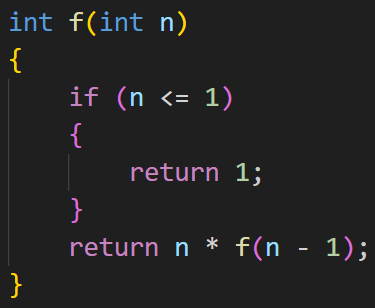 int f(int n)
{
    if (n <= 1)
    {
        return 1;
    }
    return n * f(n - 1);
}